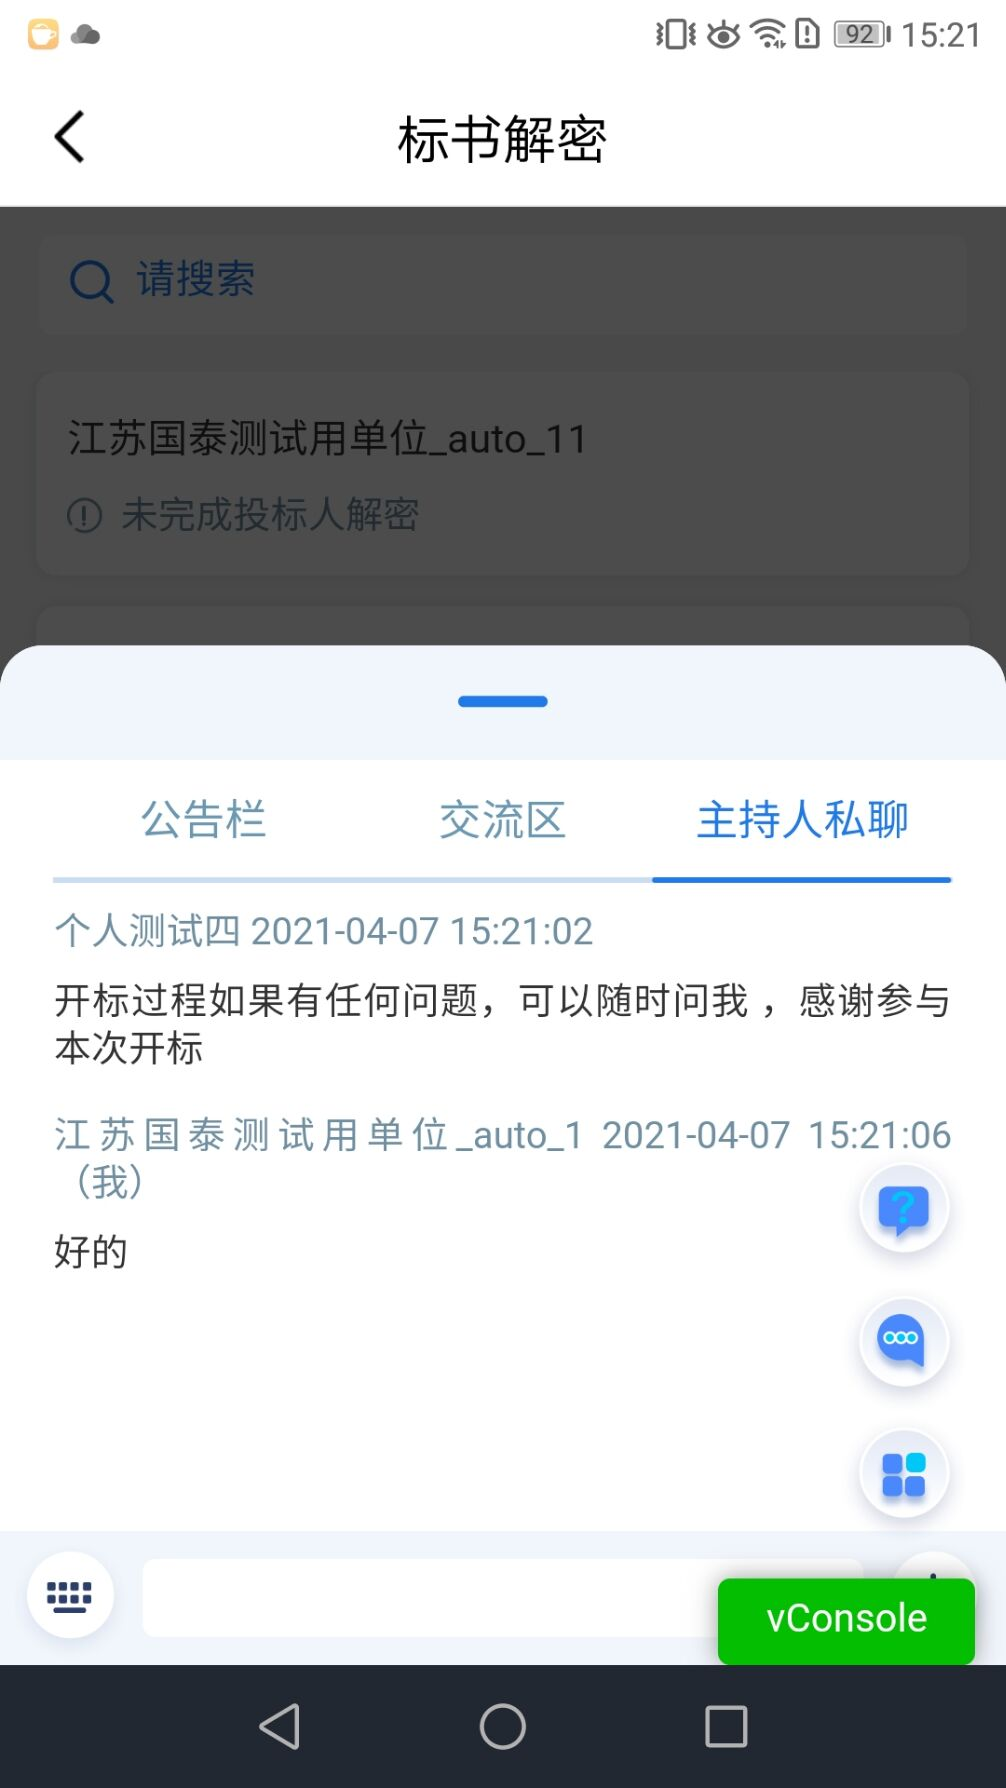 92 15:21
标书解密
请搜索
江苏国泰测试用单位_auto_11
未完成投标人解密
公告栏 交流区 主持人私聊
个人测试四 2021-04-07 15:21:02
开标过程如果有任何问题，可以随时问我 ，感谢参与
本次开标
江苏国泰测试用单位_auto_1 2021-04-07 15:21:06
（我）
好的
vConsole